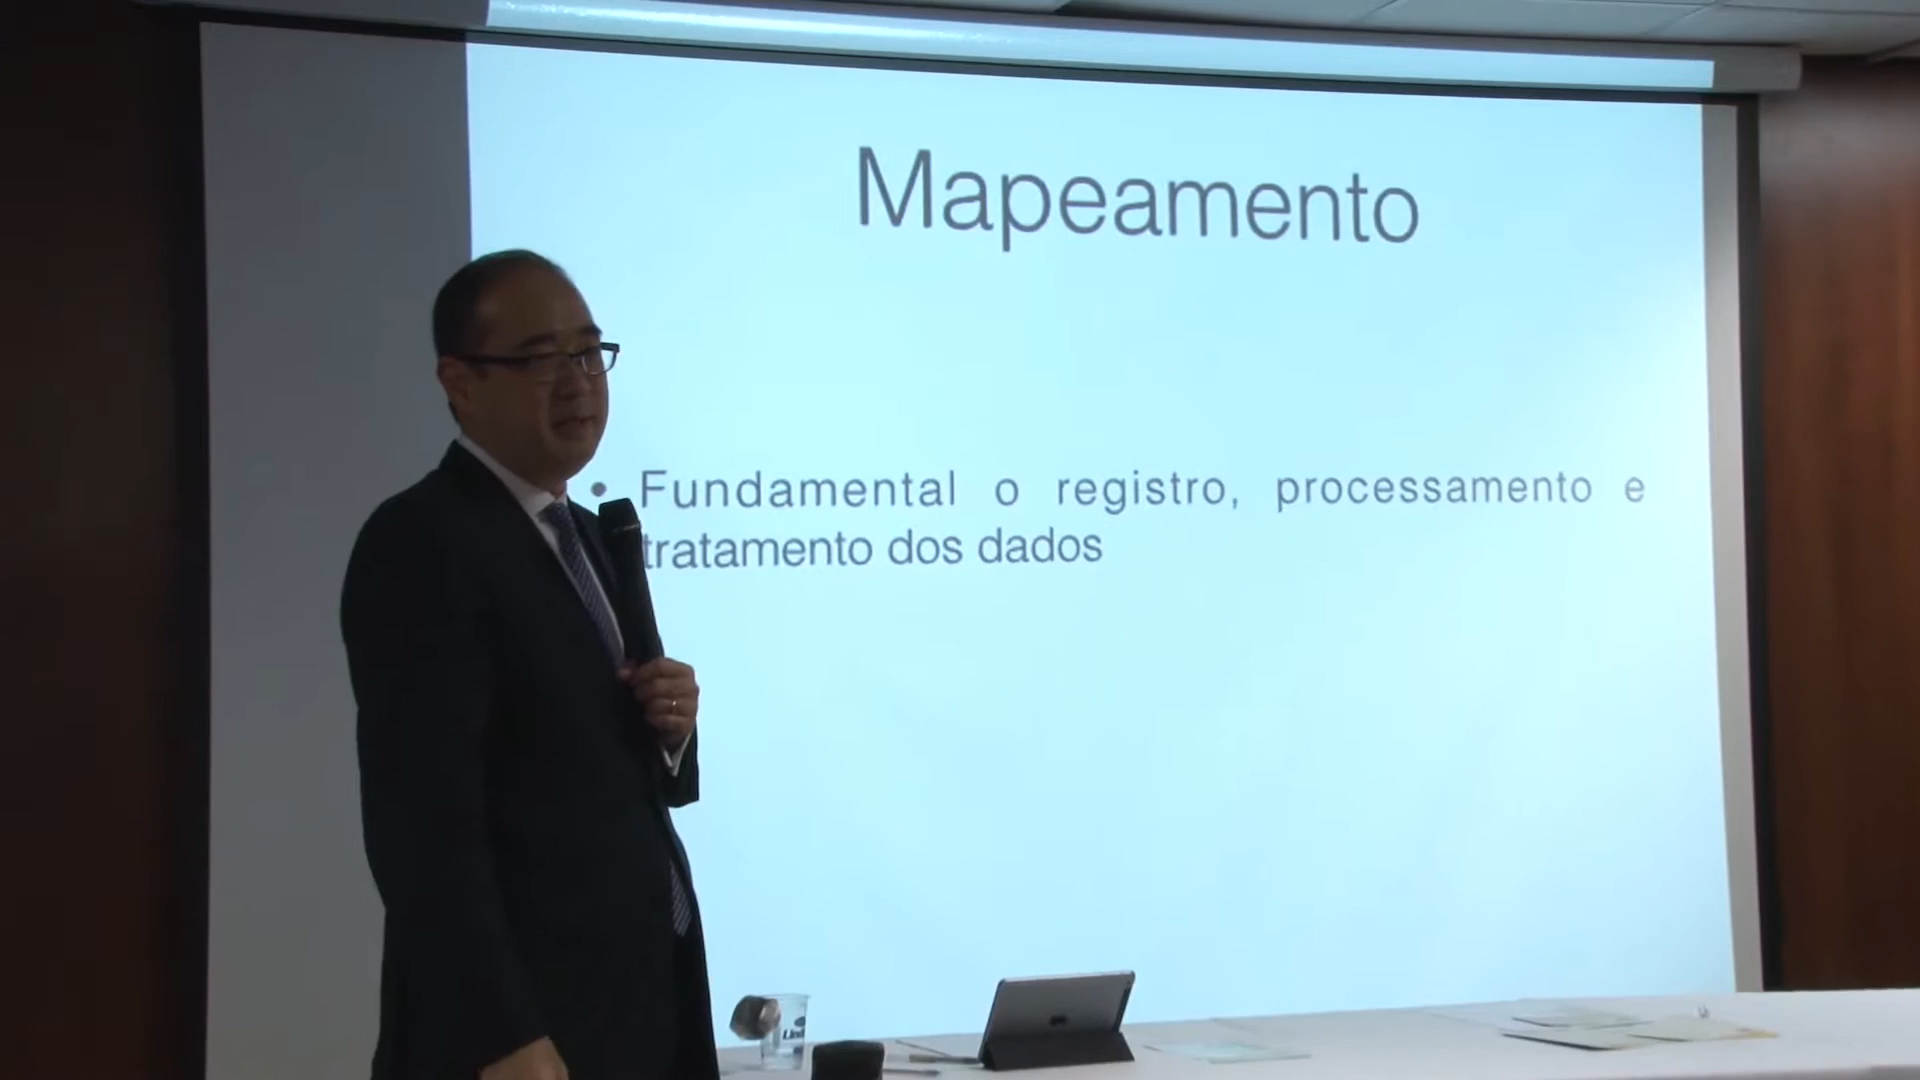 Mapeamento
• Fundamental o registro, processamento e
tratamento dos dados